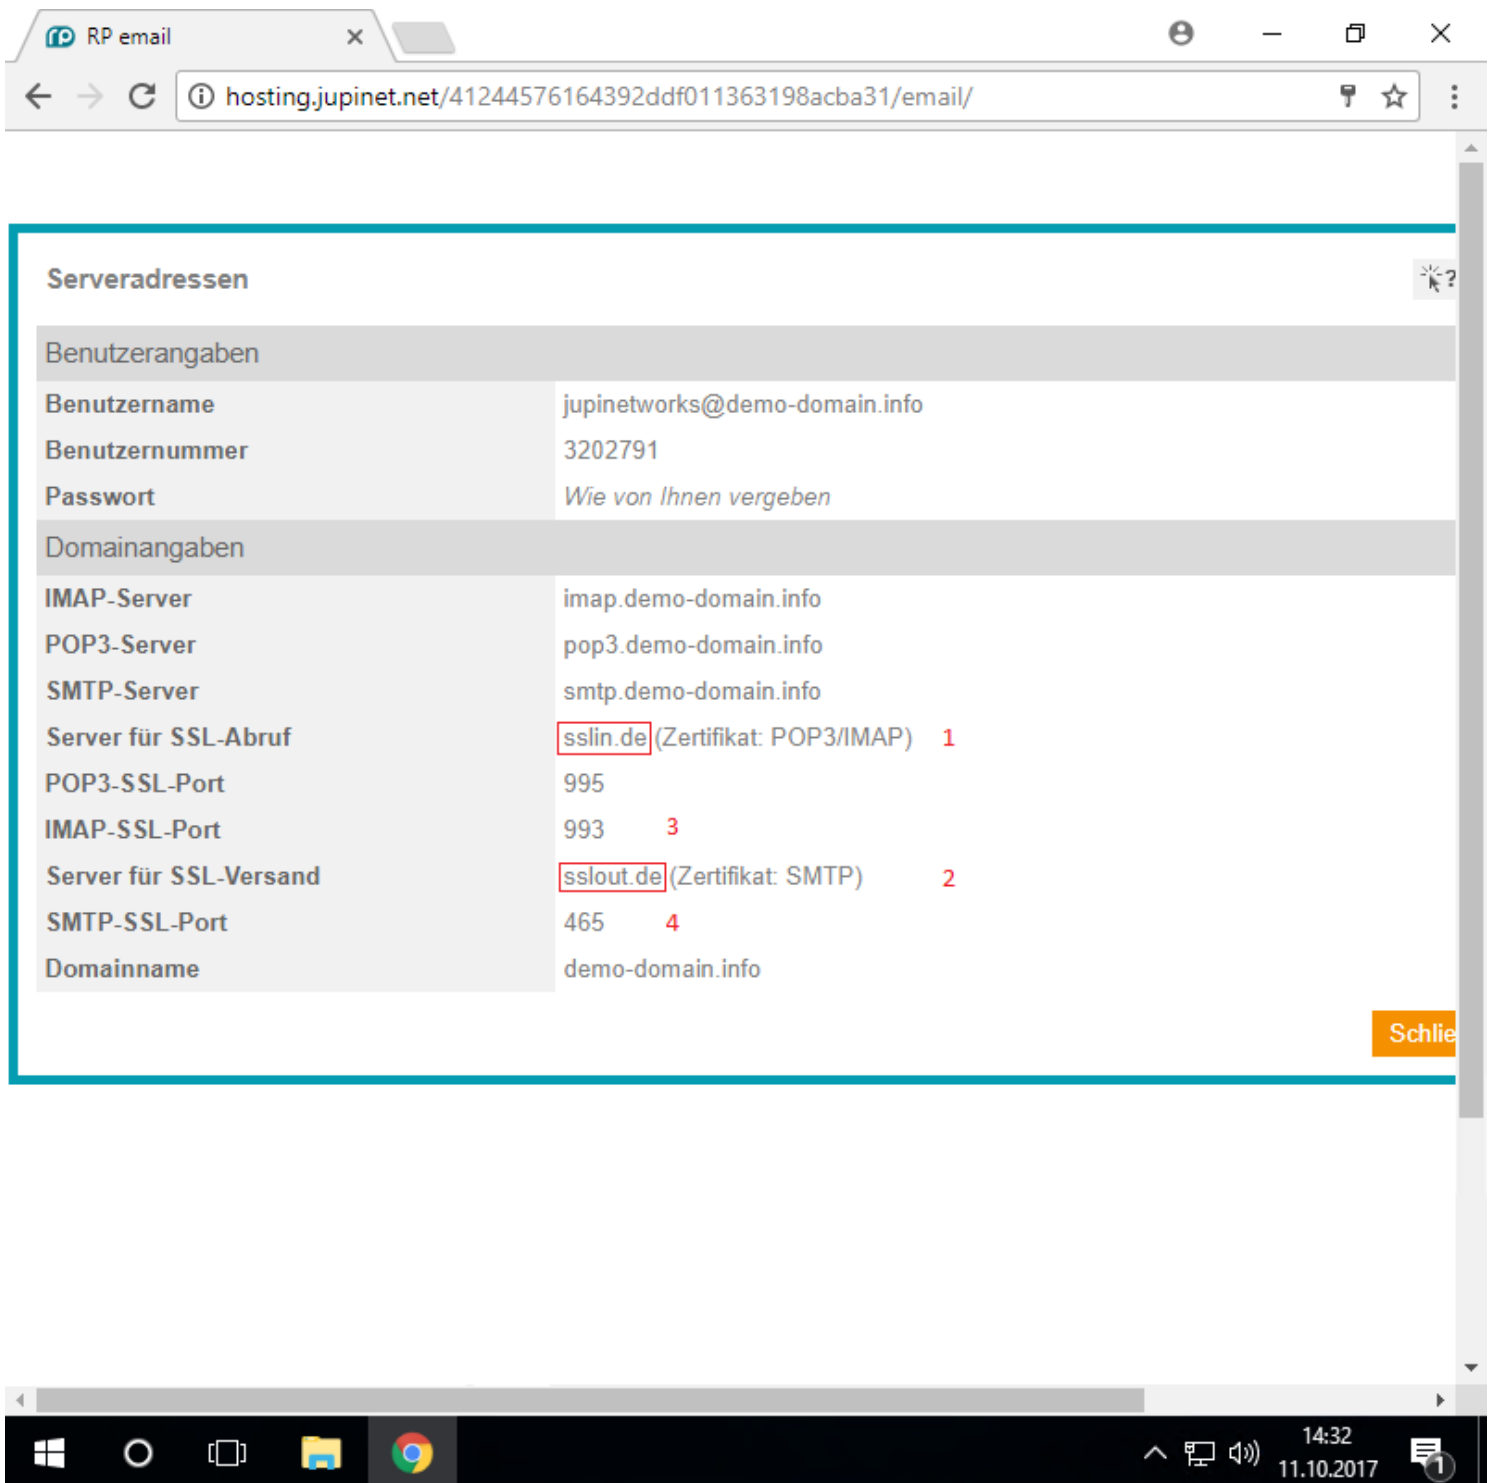 RP email
hosting.jupinet.net/41244576164392ddf011363198acba31/email/
Serveradressen
?
Benutzerangaben
Benutzername jupinetworks@demo-domain.info
Benutzernummer 3202791
Passwort Wie von Ihnen vergeben
Domainangaben
IMAP-Server imap.demo-domain.info
POP3-Server pop3.demo-domain.info
SMTP-Server smtp.demo-domain.info
Server für SSL-Abruf sslin.de (Zertifikat: POP3/IMAP) 1
POP3-SSL-Port 995
IMAP-SSL-Port 993 3
Server für SSL-Versand sslout.de (Zertifikat: SMTP) 2
SMTP-SSL-Port 465 4
Domainname demo-domain.info
Schlie
14:32
11.10.2017
1